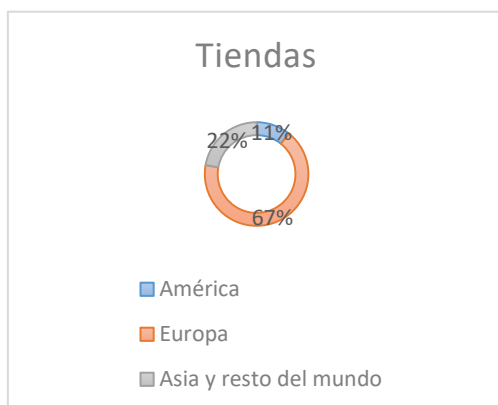 Tiendas
22% 11%
67%
América
Europa
Asia y resto del mundo